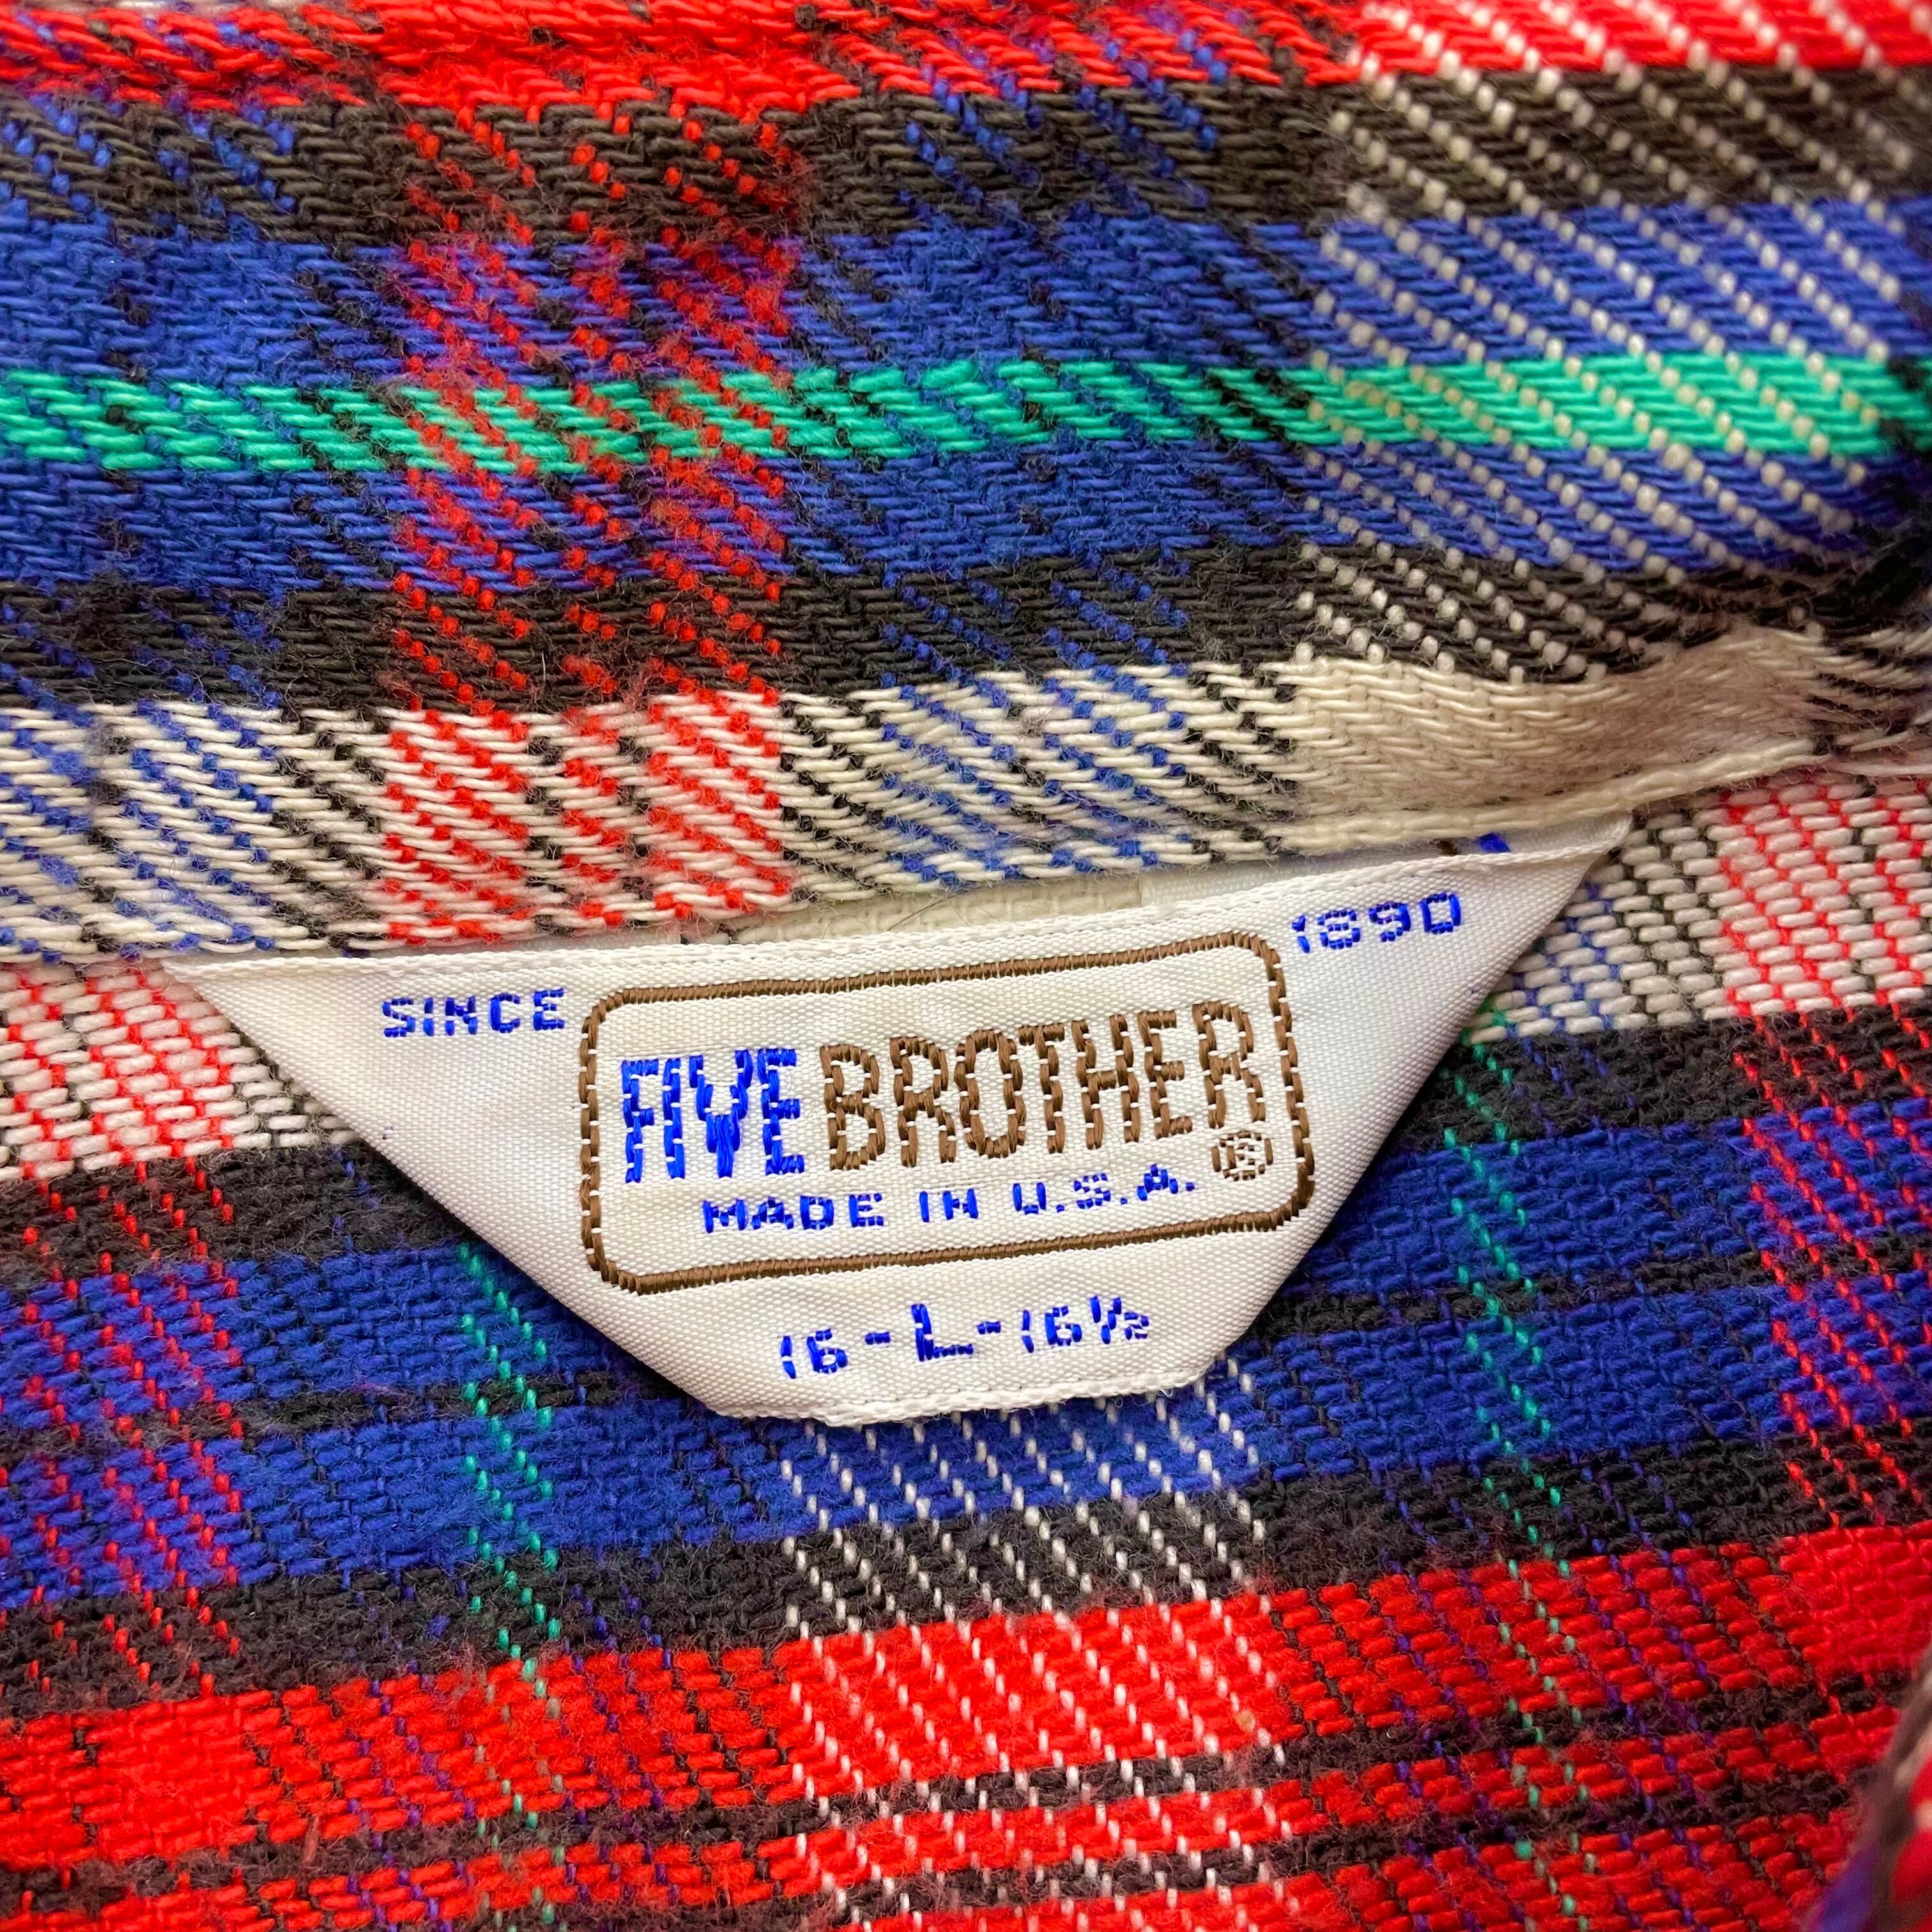 SINCE 1890
FIVE BROTHER ®
MADE IN U.S.A.
16-L-16½